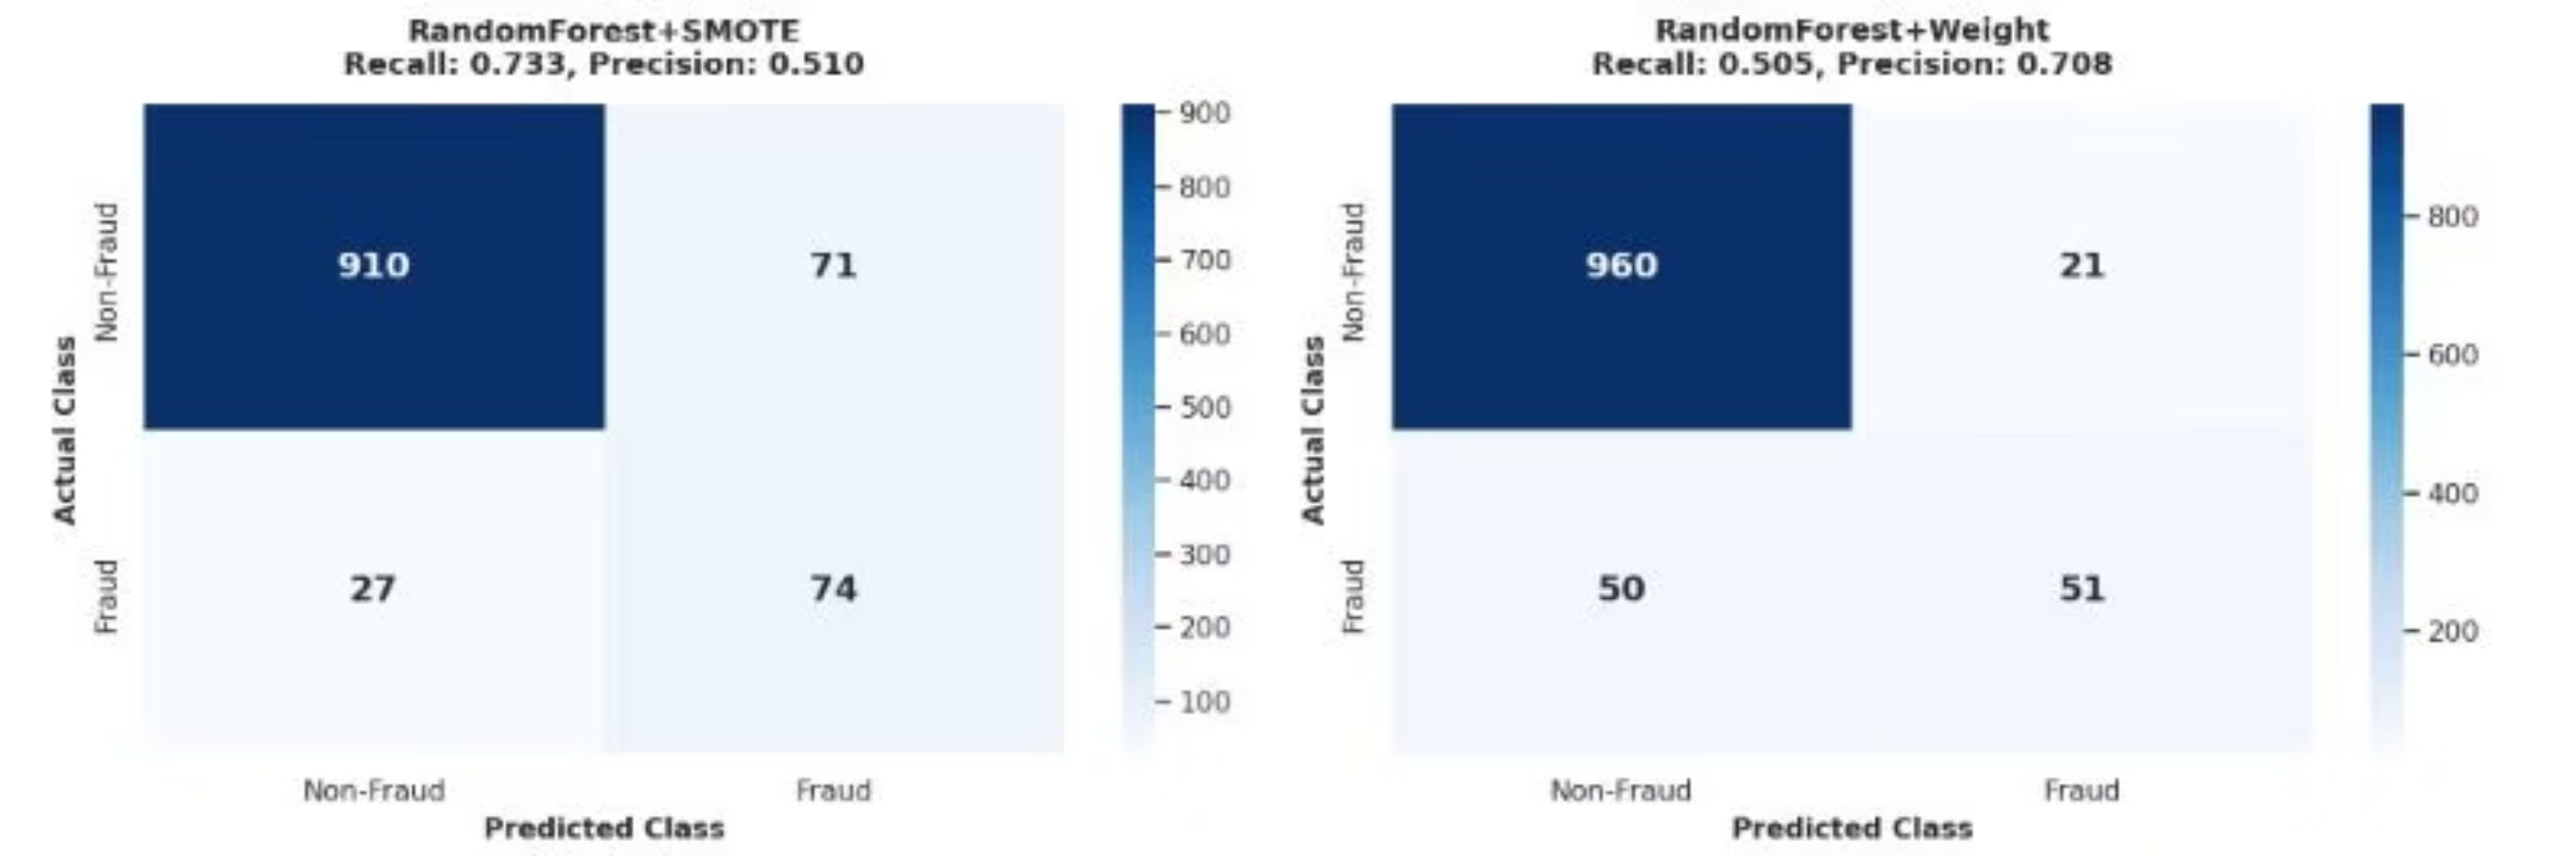 RandomForest+SMOTE
Recall: 0.733, Precision: 0.510
900
800
700
600
500
400
300
200
100
910
71
27
74
Non-Fraud
Fraud
Actual Class
Non-Fraud
Fraud
Predicted Class
RandomForest+Weight
Recall: 0.505, Precision: 0.708
800
600
400
200
960
21
50
51
Non-Fraud
Fraud
Actual Class
Non-Fraud
Fraud
Predicted Class